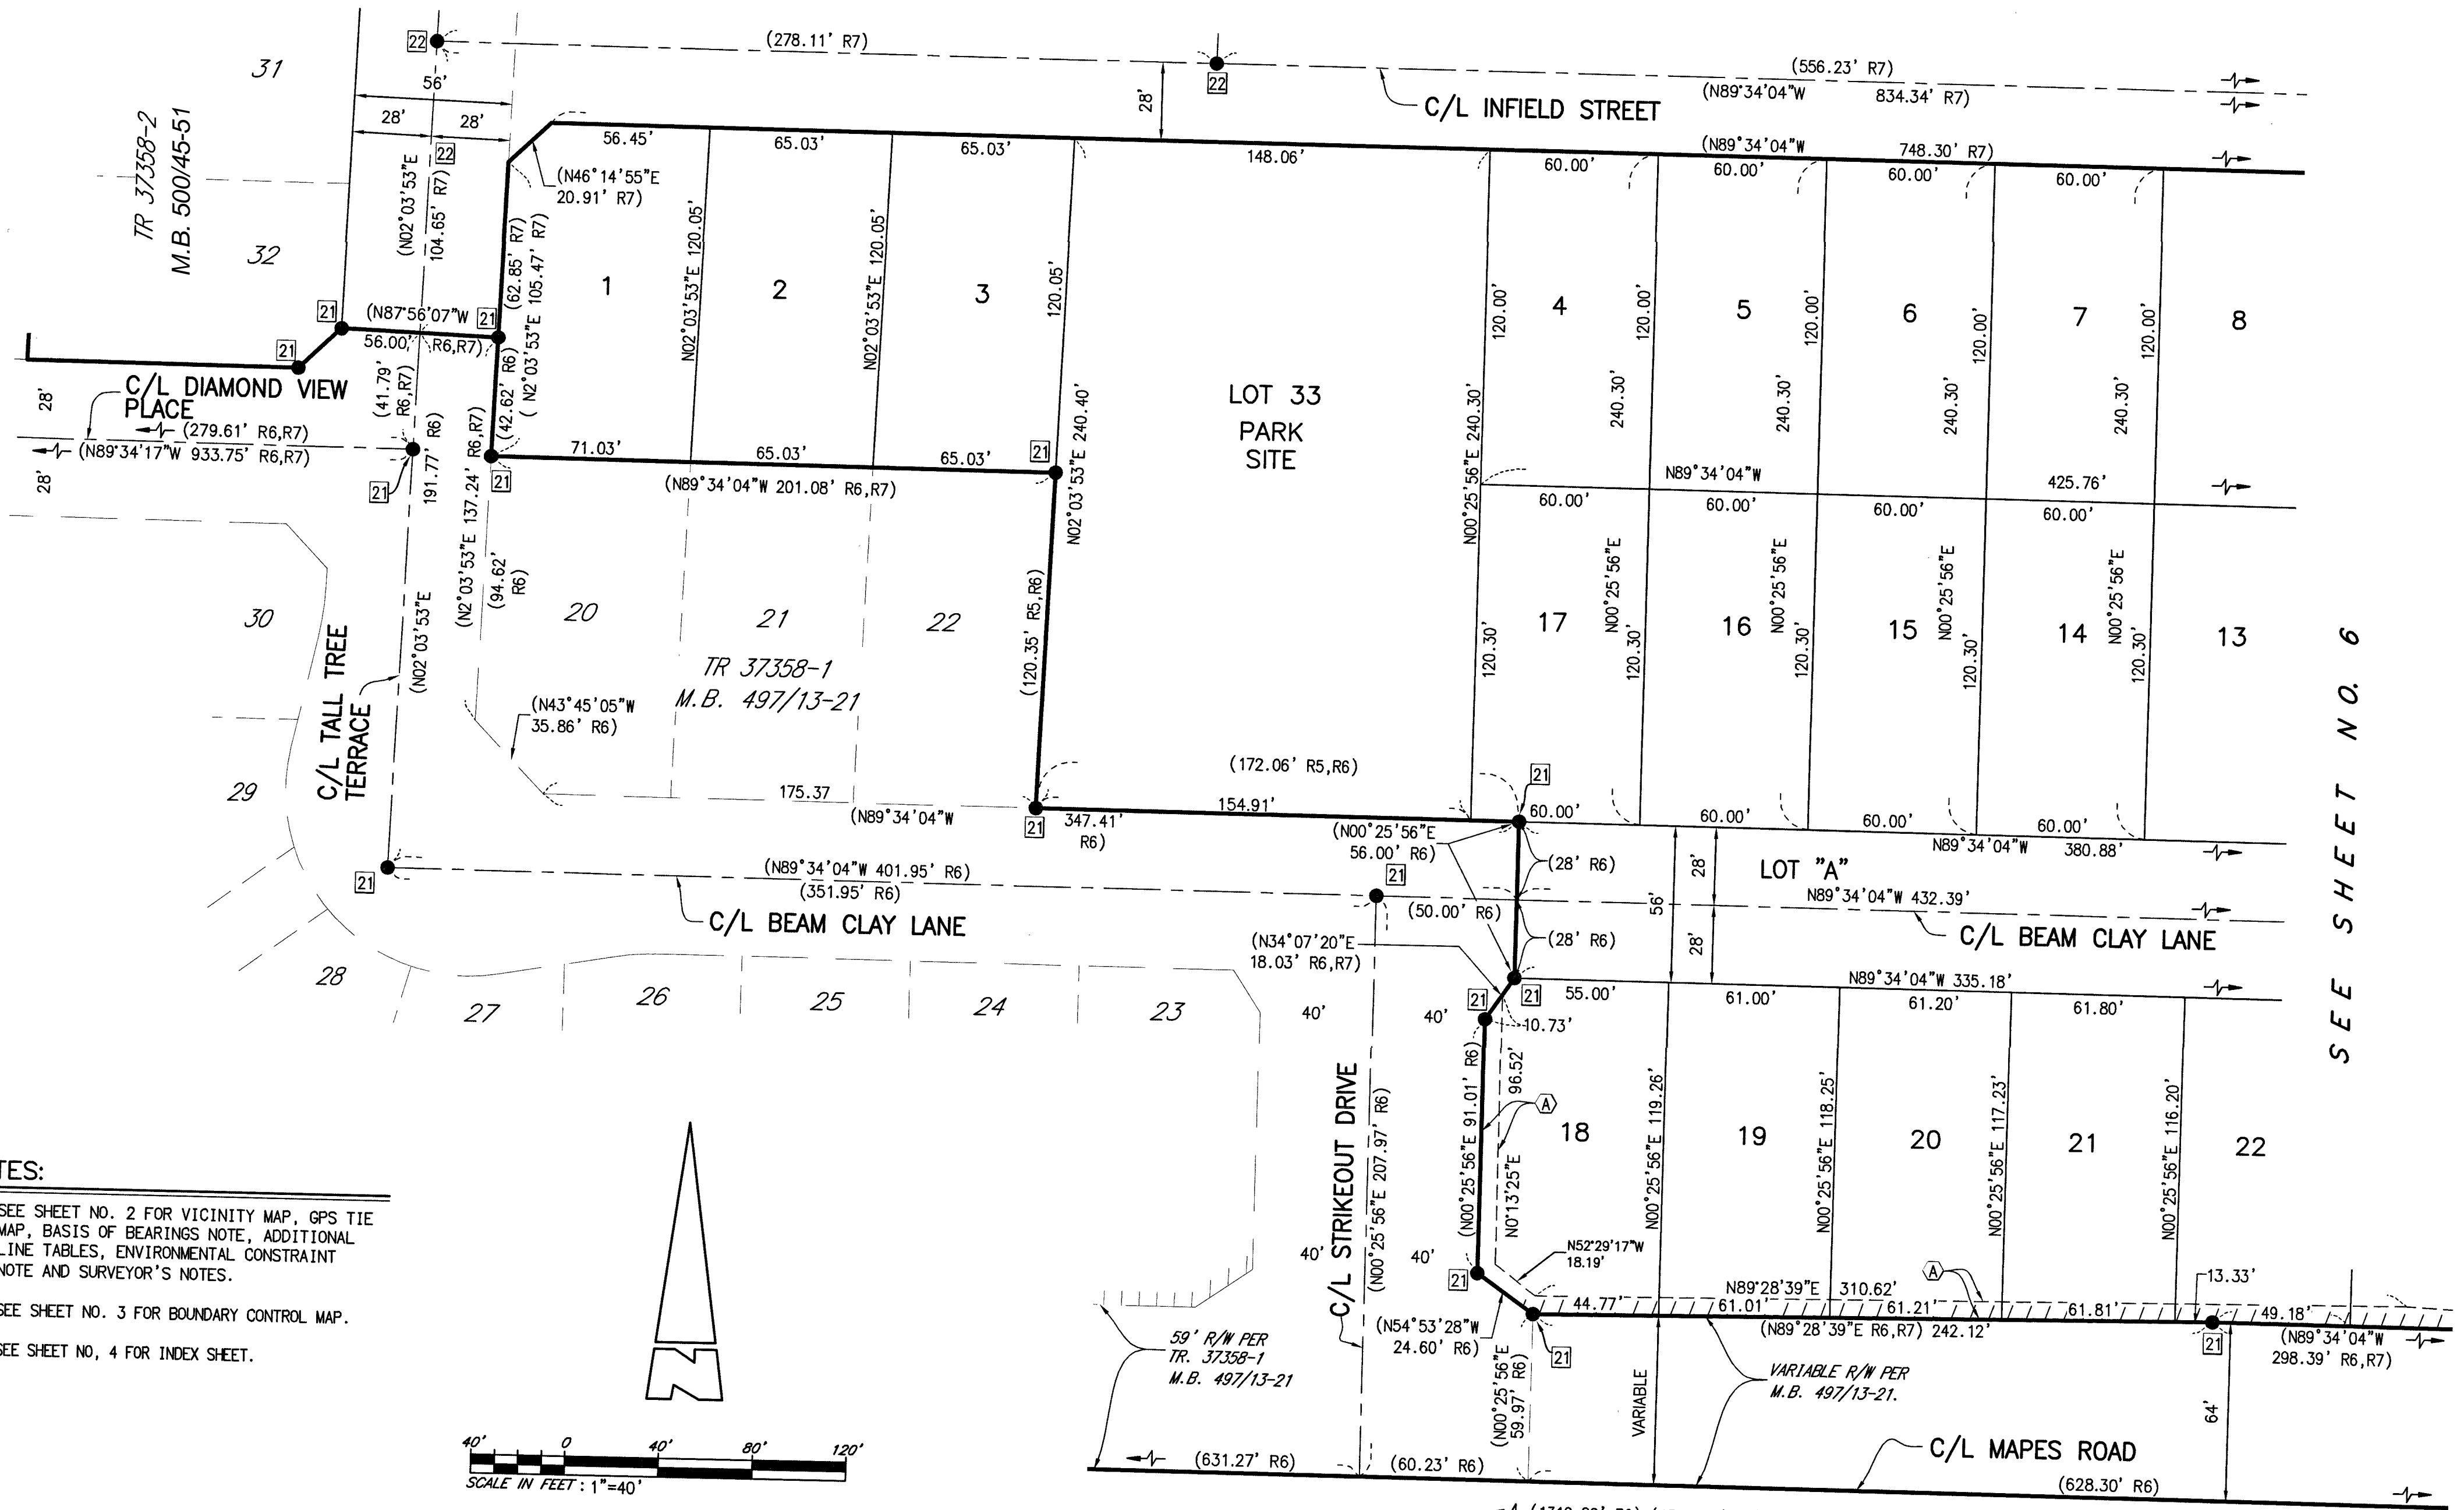 31
TR 37358-2
M.B. 500/45-51
32
22
56'
28'
28'
22
(278.11' R7)
22
28'
C/L INFIELD STREET
(556.23' R7)
(N89°34'04"W 834.34' R7)
(N89°34'04"W 748.30' R7)
(N02°03'53"E
104.65' R7)
(N46°14'55"E
20.91' R7)
56.45'
65.03'
65.03'
148.06'
60.00'
60.00'
60.00'
60.00'
(62.85' R7)
( N2°03'53"E 105.47' R7)
(42.62' R6)
1
N02°03'53"E 120.05'
2
N02°03'53"E 120.05'
3
120.05'
N02°03'53"E 240.40'
LOT 33
PARK
SITE
120.00'
N00°25'56"E 240.30'
4
120.00'
240.30'
5
120.00'
240.30'
6
120.00'
240.30'
7
120.00'
240.30'
8
21
(N87°56'07"W
56.00' R6,R7)
21
21
C/L DIAMOND VIEW
PLACE
28'
28'
(279.61' R6,R7)
(N89°34'17"W 933.75' R6,R7)
(41.79'
R6,R7)
21
191.77' R6)
(N02°03'53"E
(N2°03'53"E 137.24' R6,R7)
21
(94.62'
R6)
71.03'
65.03'
65.03'
21
(N89°34'04"W 201.08' R6,R7)
N89°34'04"W 425.76'
60.00'
60.00'
60.00'
60.00'
30
29
C/L TALL TREE
TERRACE
20
21
22
TR 37358-1
M.B. 497/13-21
(120.35' R5,R6)
(N43°45'05"W
35.86' R6)
175.37
(N89°34'04"W 347.41'
R6)
21
(172.06' R5,R6)
154.91'
21
120.30'
17
N00°25'56"E
120.30'
16
N00°25'56"E
120.30'
15
N00°25'56"E
120.30'
14
N00°25'56"E
120.30'
13
60.00'
60.00'
60.00'
60.00'
N89°34'04"W 380.88'
SEE SHEET NO. 6
21
(N89°34'04"W 401.95' R6)
(351.95' R6)
C/L BEAM CLAY LANE
21
(50.00' R6)
(N00°25'56"E
56.00' R6)
(28' R6)
(28' R6)
56'
28'
28'
LOT "A"
N89°34'04"W 432.39'
C/L BEAM CLAY LANE
(N34°07'20"E
18.03' R6,R7)
28
27
26
25
24
23
40'
40'
21
21
55.00'
N89°34'04"W 335.18'
61.00'
61.20'
61.80'
10.73'
C/L STRIKEOUT DRIVE
(N00°25'56"E 207.97' R6)
(N00°25'56"E 91.01' R6)
96.52'
N0°13'25"E
A
18
N00°25'56"E 119.26'
19
N00°25'56"E 118.25'
20
N00°25'56"E 117.23'
21
N00°25'56"E 116.20'
22
40'
40'
21
N52°29'17"W
18.19'
N89°28'39"E 310.62'
A
13.33'
44.77'
61.01'
61.21'
61.81'
49.18'
(N54°53'28"W
24.60' R6)
21
(N89°28'39"E R6,R7) 242.12'
21
(N89°34'04"W
298.39' R6,R7)
(N00°25'56"E
59.97' R6)
59' R/W PER
TR. 37358-1
M.B. 497/13-21
VARIABLE
VARIABLE R/W PER
M.B. 497/13-21.
64'
C/L MAPES ROAD
(631.27' R6)
(60.23' R6)
(628.30' R6)
TES:
SEE SHEET NO. 2 FOR VICINITY MAP, GPS TIE
MAP, BASIS OF BEARINGS NOTE, ADDITIONAL
LINE TABLES, ENVIRONMENTAL CONSTRAINT
NOTE AND SURVEYOR'S NOTES.
SEE SHEET NO. 3 FOR BOUNDARY CONTROL MAP.
SEE SHEET NO, 4 FOR INDEX SHEET.
N
40' 0 40' 80' 120'
SCALE IN FEET: 1"=40'